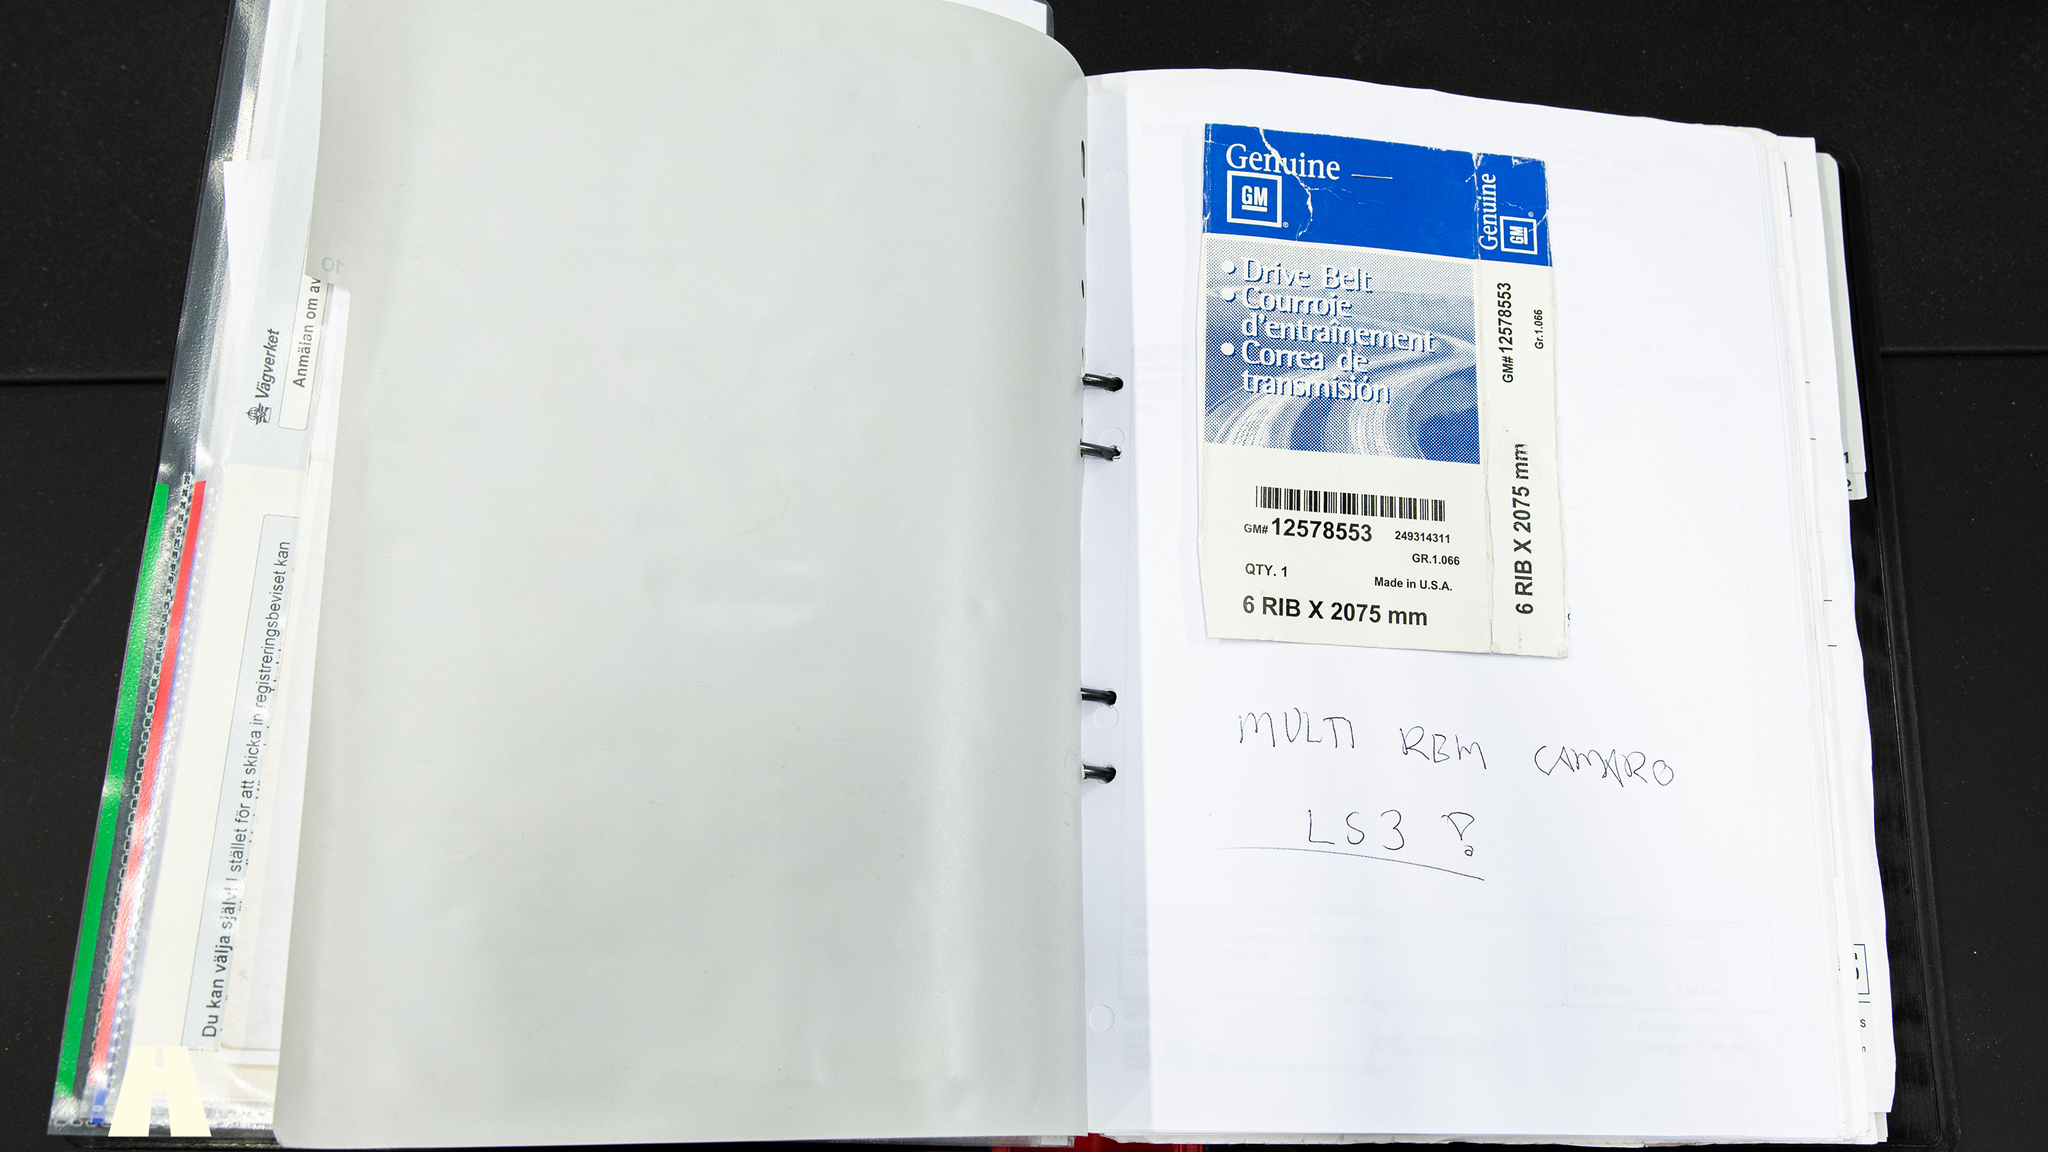 Vägverket
Anmälan om av
Du kan välja själv! I stället för att skicka in registreringsbeviset kan
10
Genuine
GM
Genuine
GM
• Drive Belt
• Courroie
d'entraînement
• Correa de
transmisión
GM# 12578553
Gr.1.066
6 RIB X 2075 mm
GM# 12578553 249314311
GR.1.066
QTY. 1
Made in U.S.A.
6 RIB X 2075 mm
MULTI REM CAMARO
LS3 ?